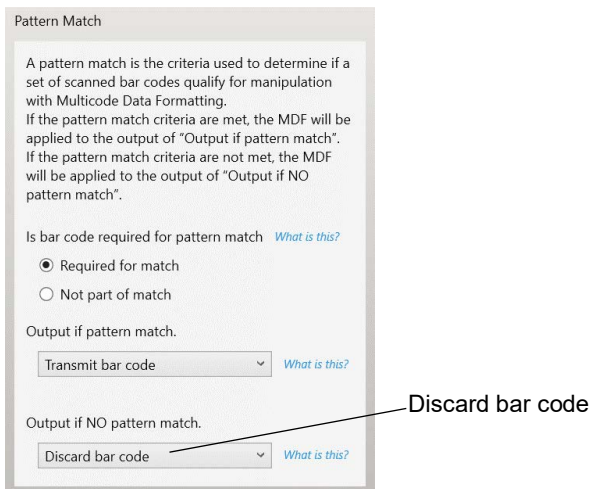 Pattern Match
A pattern match is the criteria used to determine if a
set of scanned bar codes qualify for manipulation
with Multicode Data Formatting.
If the pattern match criteria are met, the MDF will be
applied to the output of “Output if pattern match”.
If the pattern match criteria are not met, the MDF
will be applied to the output of “Output if NO
pattern match”.
Is bar code required for pattern match What is this?
Required for match
Not part of match
Output if pattern match.
Transmit bar code What is this?
Discard bar code
Output if NO pattern match.
Discard bar code What is this?